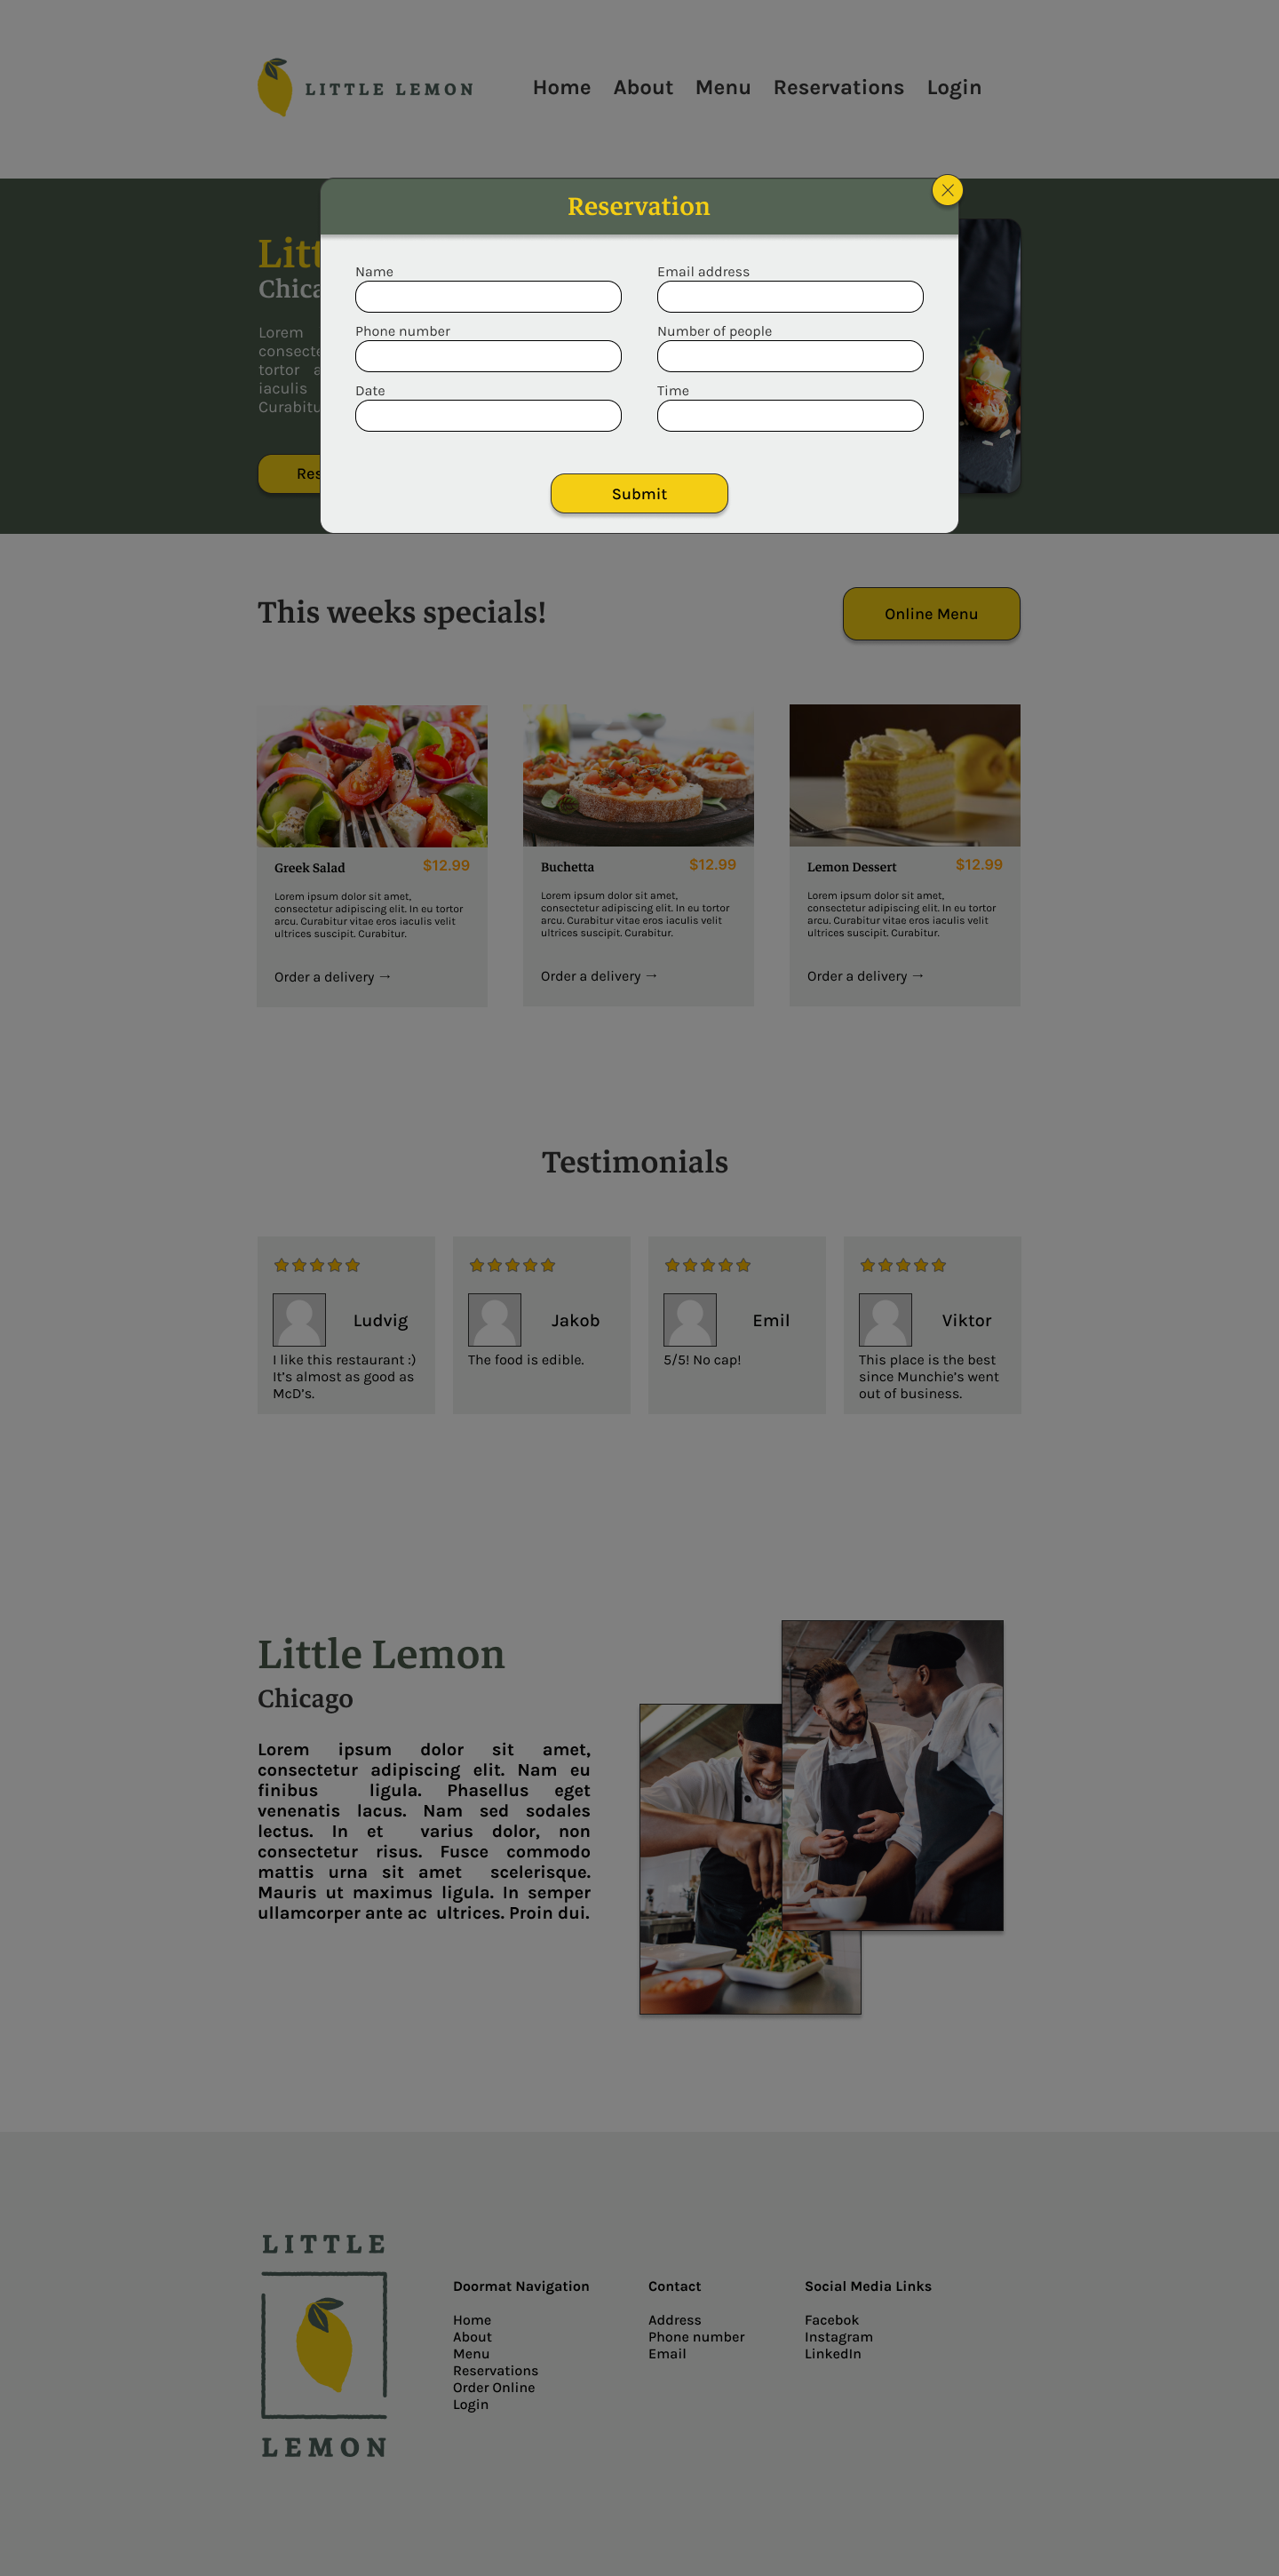 LITTLE LEMON
Home About Menu Reservations Login
Reservation
Name
Email address
Phone number
Number of people
Date
Time
Submit
Lorem
tortor
iaculis
This weeks specials!
Online Menu
Greek Salad
$12.99
Lorem ipsum dolor sit amet,
consectetur adipiscing elit. In eu tortor
arcu. Curabitur vitae eros iaculis velit
ultrices suscipit. Curabitur.
Order a delivery →
Buchetta
$12.99
Lorem ipsum dolor sit amet,
consectetur adipiscing elit. In eu tortor
arcu. Curabitur vitae eros iaculis velit
ultrices suscipit. Curabitur.
Order a delivery →
Lemon Dessert
$12.99
Lorem ipsum dolor sit amet,
consectetur adipiscing elit. In eu tortor
arcu. Curabitur vitae eros iaculis velit
ultrices suscipit. Curabitur.
Order a delivery →
Testimonials
Ludvig
I like this restaurant :)
It's almost as good as
McD's.
Jakob
The food is edible.
Emil
5/5! No cap!
Viktor
This place is the best
since Munchie's went
out of business.
Little Lemon
Chicago
Lorem ipsum dolor sit amet,
consectetur adipiscing elit. Nam eu
finibus ligula. Phasellus eget
venenatis lacus. Nam sed sodales
lectus. In et varius dolor, non
consectetur risus. Fusce commodo
mattis urna sit amet scelerisque.
Mauris ut maximus ligula. In semper
ullamcorper ante ac ultrices. Proin dui.
LITTLE
LEMON
Doormat Navigation
Home
About
Menu
Reservations
Order Online
Login
Contact
Address
Phone number
Email
Social Media Links
Facebok
Instagram
LinkedIn